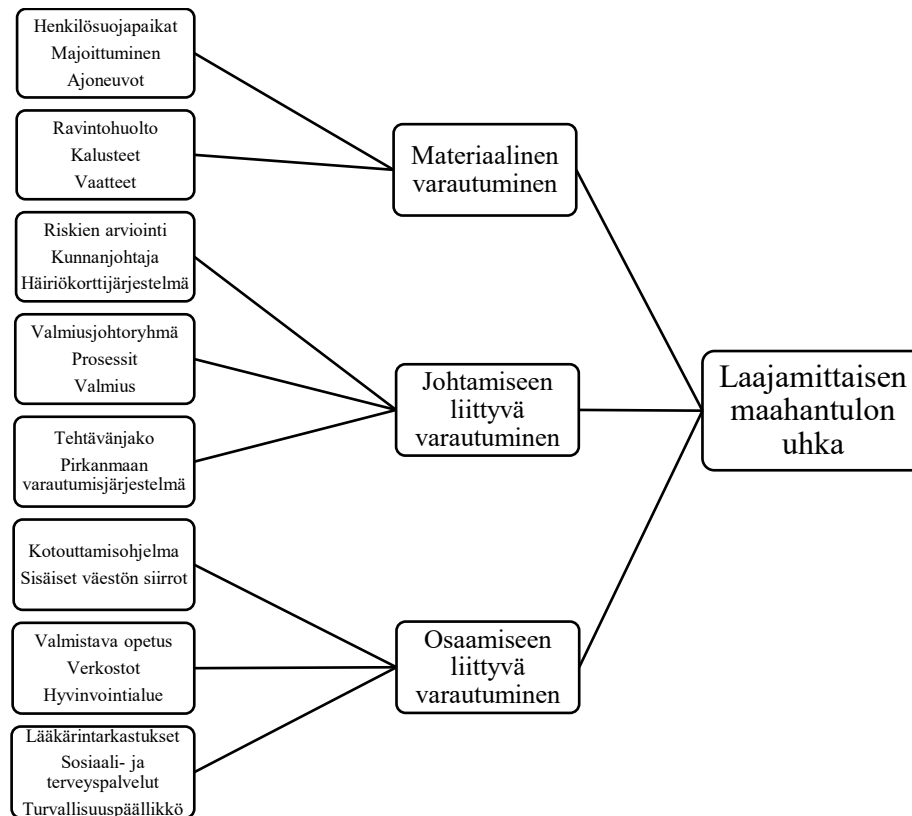 Henkilösuojapaikat
Majoittuminen
Ajoneuvot
Ravintohuolto
Kalusteet
Vaatteet
Riskien arviointi
Kunnanjohtaja
Häiriökorttijärjestelmä
Valmiusjohtoryhmä
Prosessit
Valmius
Tehtävänjako
Pirkanmaan
varautumisjärjestelmä
Kotouttamisohjelma
Sisäiset väestön siirrot
Valmistava opetus
Verkostot
Hyvinvointialue
Lääkärintarkastukset
Sosiaali- ja
terveyspalvelut
Turvallisuuspäällikkö
Materiaalinen
varautuminen
Johtamiseen
liittyvä
varautuminen
Osaamiseen
liittyvä
varautuminen
Laajamittaisen
maahantulon
uhka